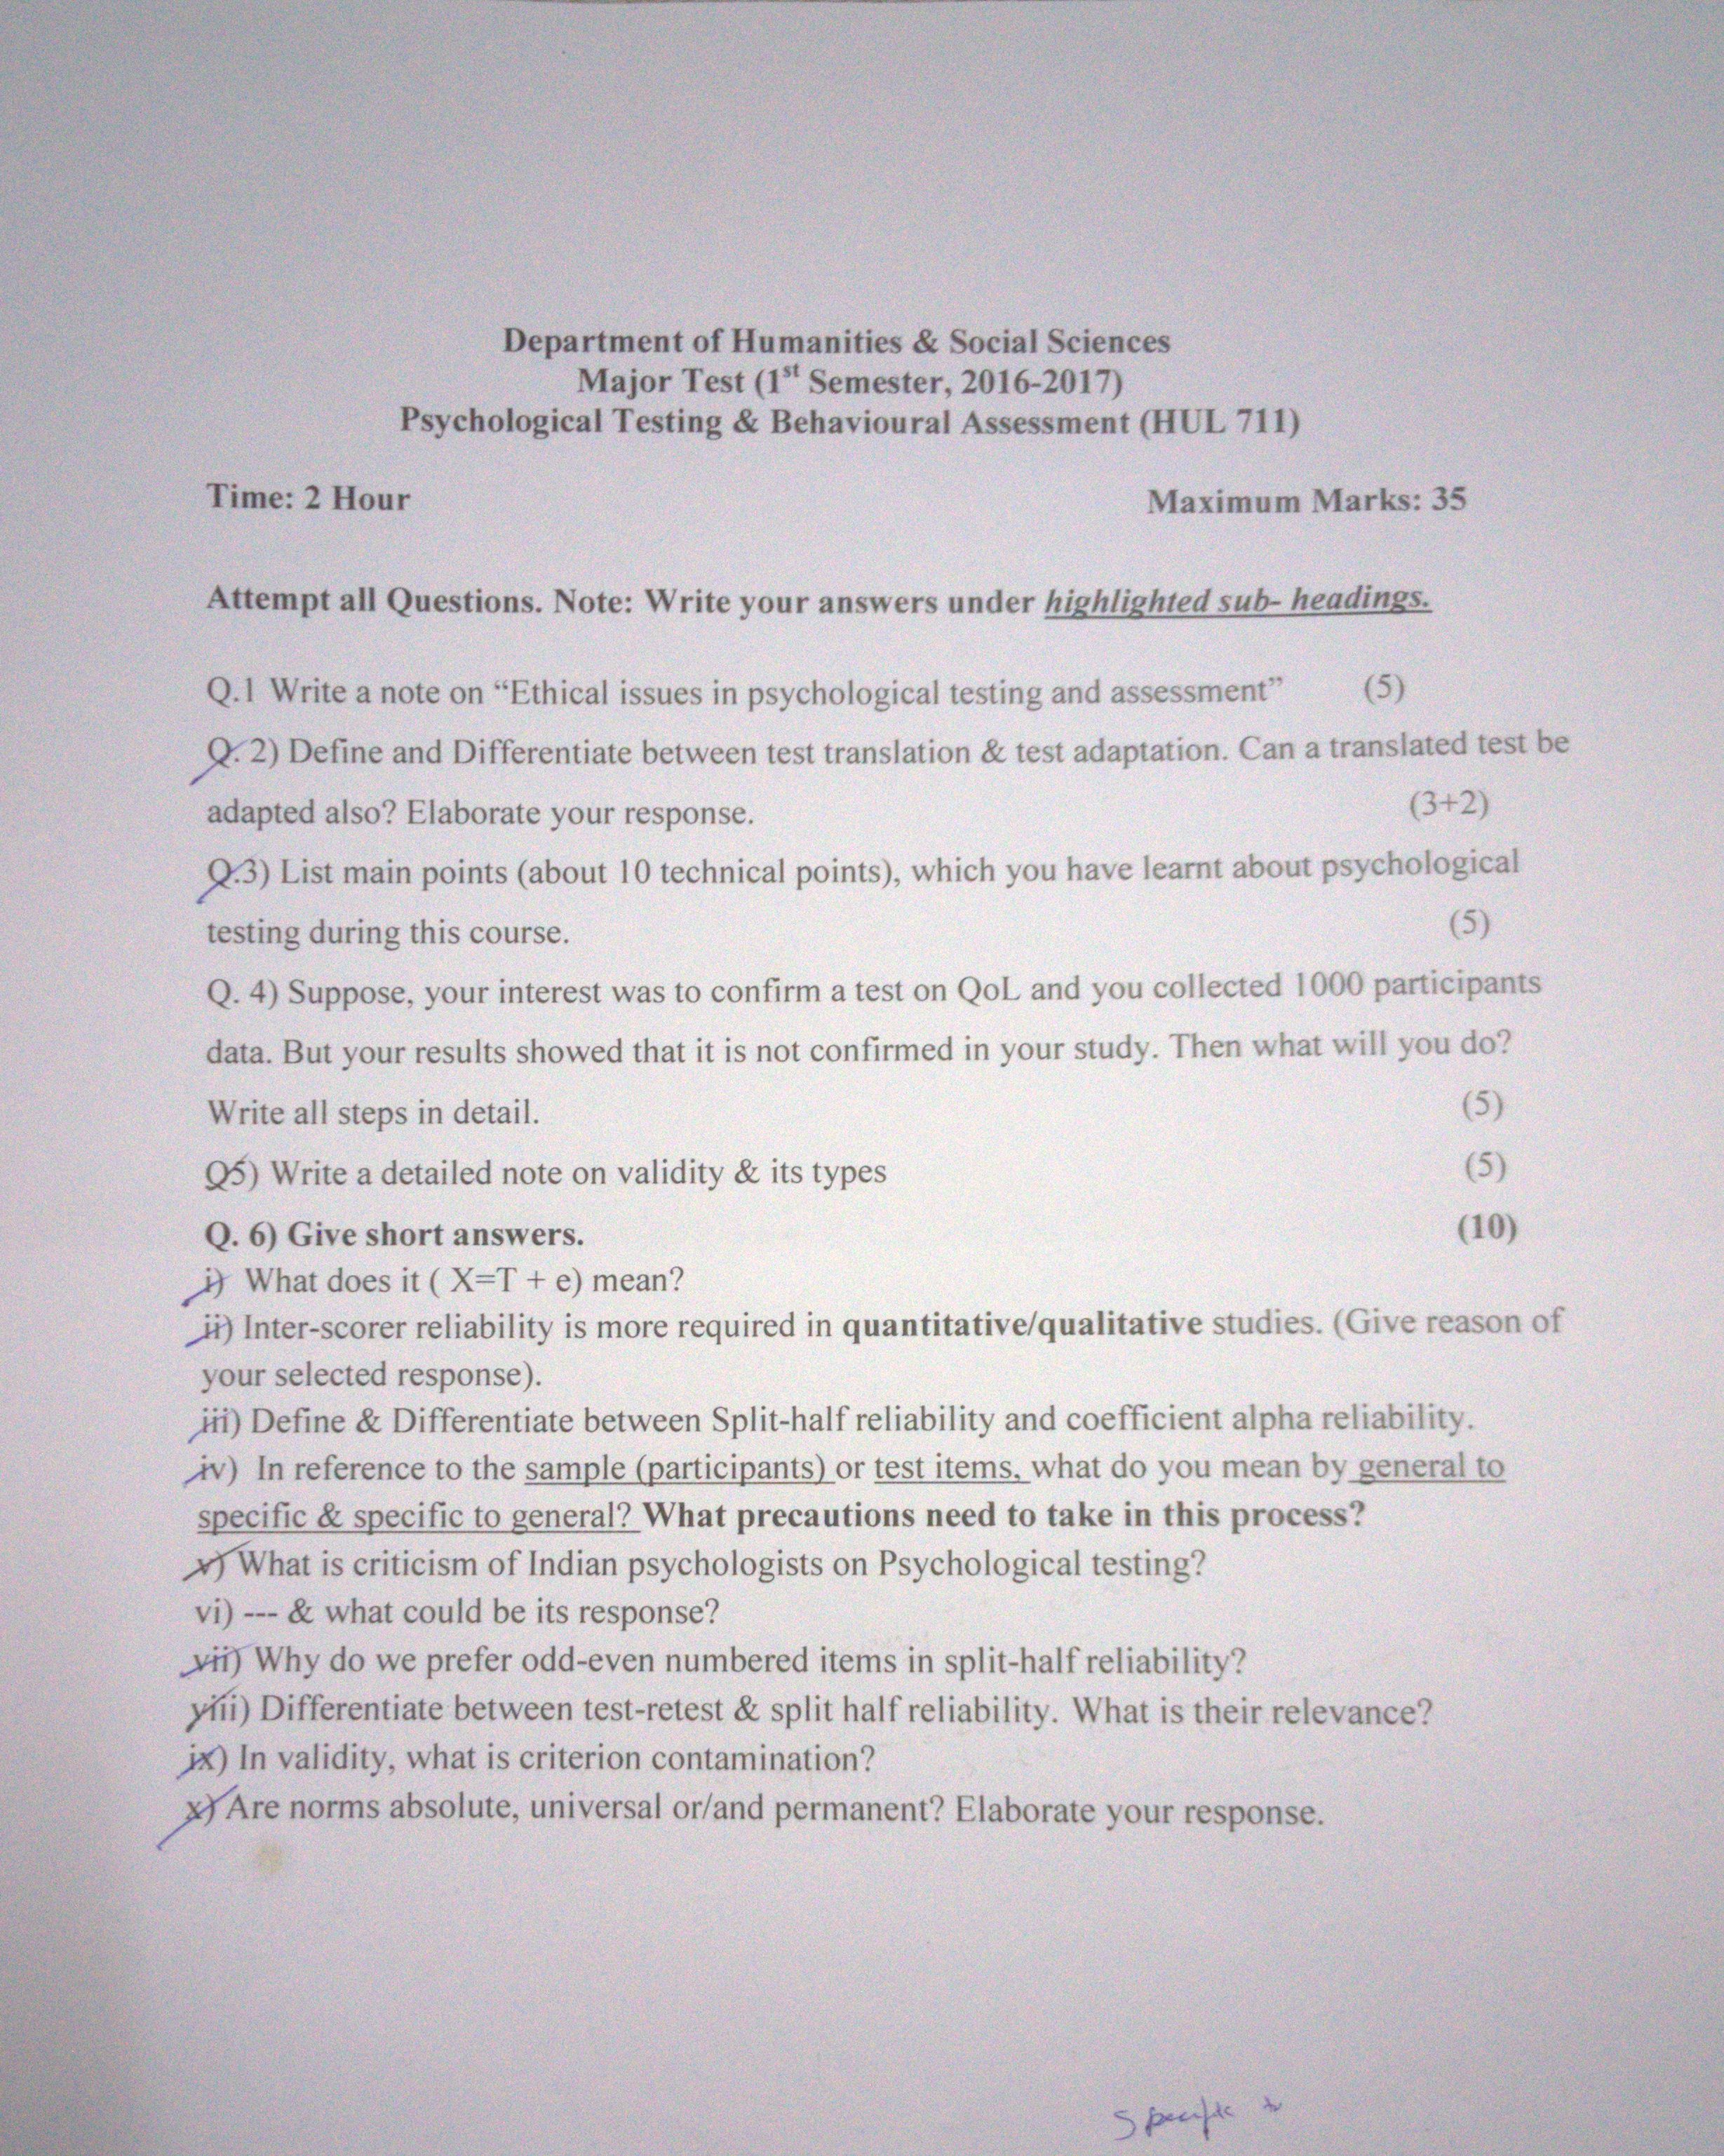 Department of Humanities & Social Sciences
Major Test (1st Semester, 2016-2017)
Psychological Testing & Behavioural Assessment (HUL 711)
Time: 2 Hour Maximum Marks: 35
Attempt all Questions. Note: Write your answers under highlighted sub- headings.
Q.1 Write a note on “Ethical issues in psychological testing and assessment” (5)
Q. 2) Define and Differentiate between test translation & test adaptation. Can a translated test be
adapted also? Elaborate your response. (3+2)
Q.3) List main points (about 10 technical points), which you have learnt about psychological
testing during this course. (5)
Q. 4) Suppose, your interest was to confirm a test on QoL and you collected 1000 participants
data. But your results showed that it is not confirmed in your study. Then what will you do?
Write all steps in detail. (5)
Q5) Write a detailed note on validity & its types (5)
Q. 6) Give short answers. (10)
i) What does it ( X=T + e) mean?
ii) Inter-scorer reliability is more required in quantitative/qualitative studies. (Give reason of
your selected response).
iii) Define & Differentiate between Split-half reliability and coefficient alpha reliability.
iv) In reference to the sample (participants) or test items, what do you mean by general to
specific & specific to general? What precautions need to take in this process?
v) What is criticism of Indian psychologists on Psychological testing?
vi) --- & what could be its response?
vii) Why do we prefer odd-even numbered items in split-half reliability?
viii) Differentiate between test-retest & split half reliability. What is their relevance?
ix) In validity, what is criterion contamination?
x) Are norms absolute, universal or/and permanent? Elaborate your response.